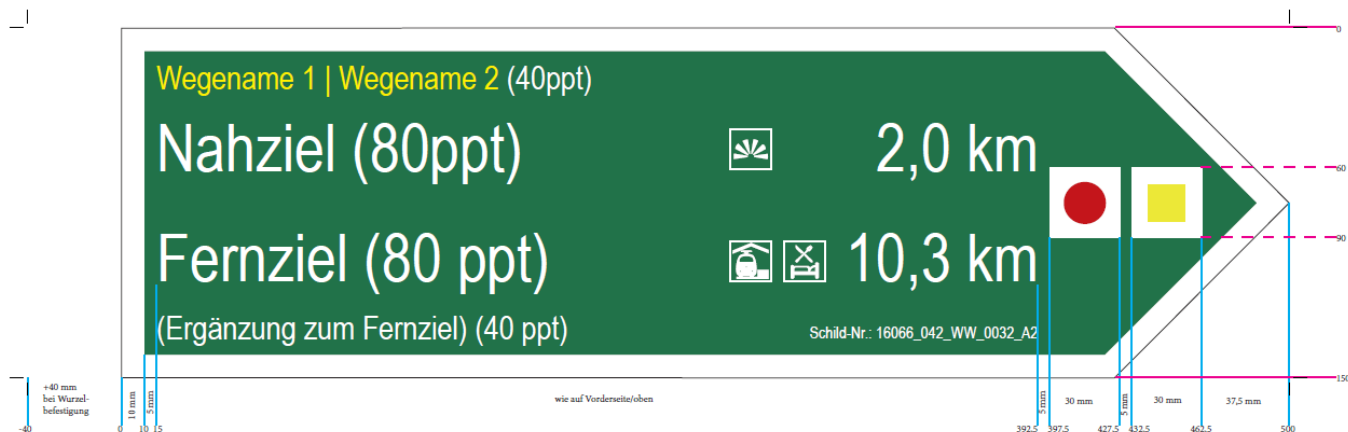 Wegename 1 | Wegename 2 (40ppt)
Nahziel (80ppt) 2,0 km
Fernziel (80 ppt) 10,3 km
(Ergänzung zum Fernziel) (40 ppt) Schild-Nr.: 16066_042_WW_0032_A2
0
60
90
150
+40 mm
bei Wurzel-
befestigung
10 mm
5 mm
wie auf Vorderseite/oben
5 mm
30 mm
5 mm
30 mm
37,5 mm
-40 0 10 15 392.5 397.5 427.5 432.5 462.5 500